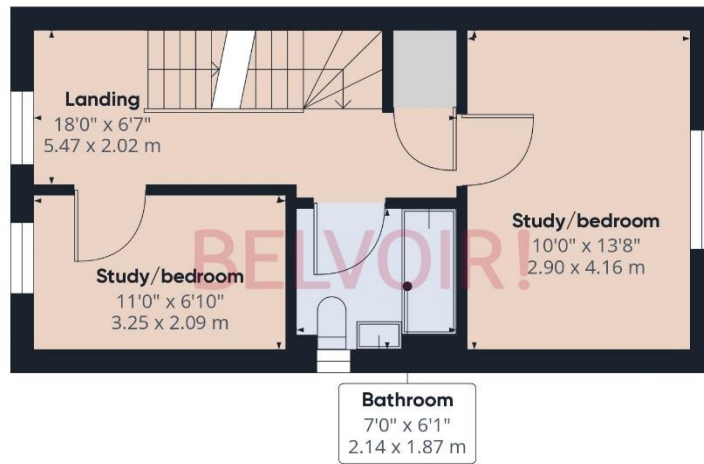 Landing
18'0" x 6'7"
5.47 x 2.02 m
Study/bedroom
10'0" x 13'8"
2.90 x 4.16 m
BELVOIR!
Study/bedroom
11'0" x 6'10"
3.25 x 2.09 m
Bathroom
7'0" x 6'1"
2.14 x 1.87 m